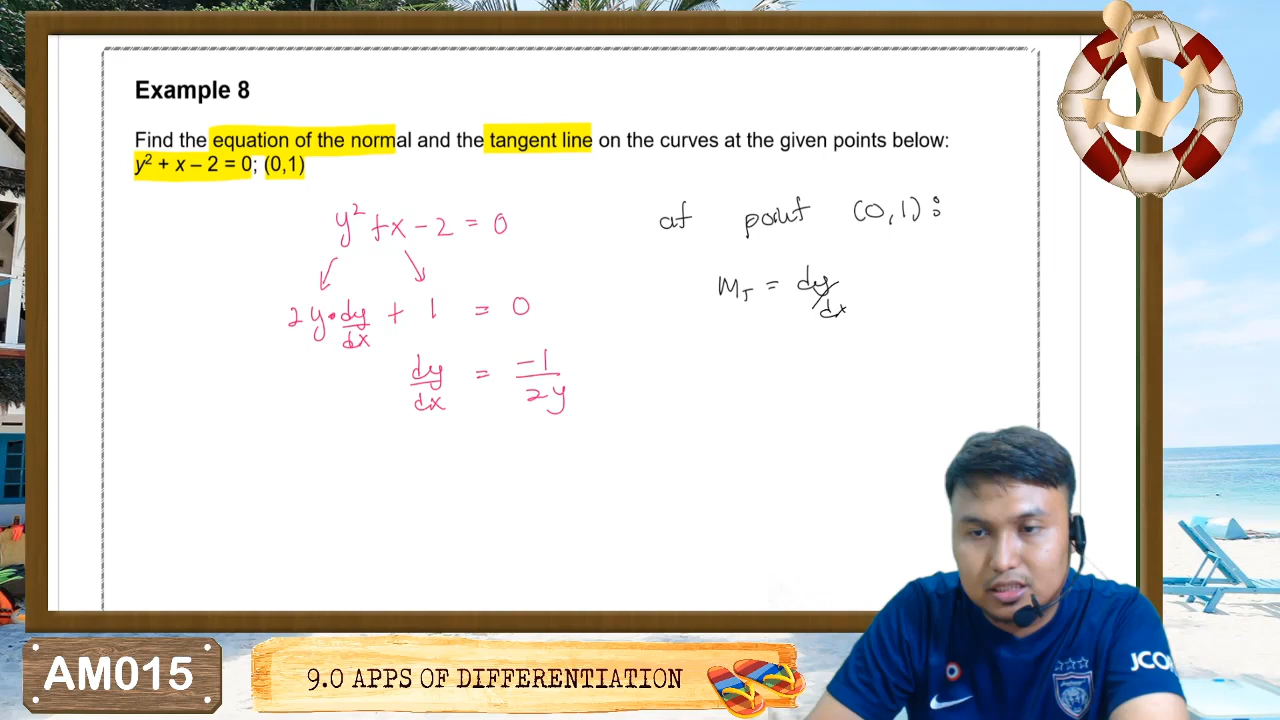 Example 8
Find the equation of the normal and the tangent line on the curves at the given points below:
y² + x – 2 = 0; (0,1)
y² + x - 2 = 0
2y · dy/dx + 1 = 0
dy/dx = -1/2y
at point (0,1):
m_T = dy/dx
JCO
AM015
9.0 APPS OF DIFFERENTIATION